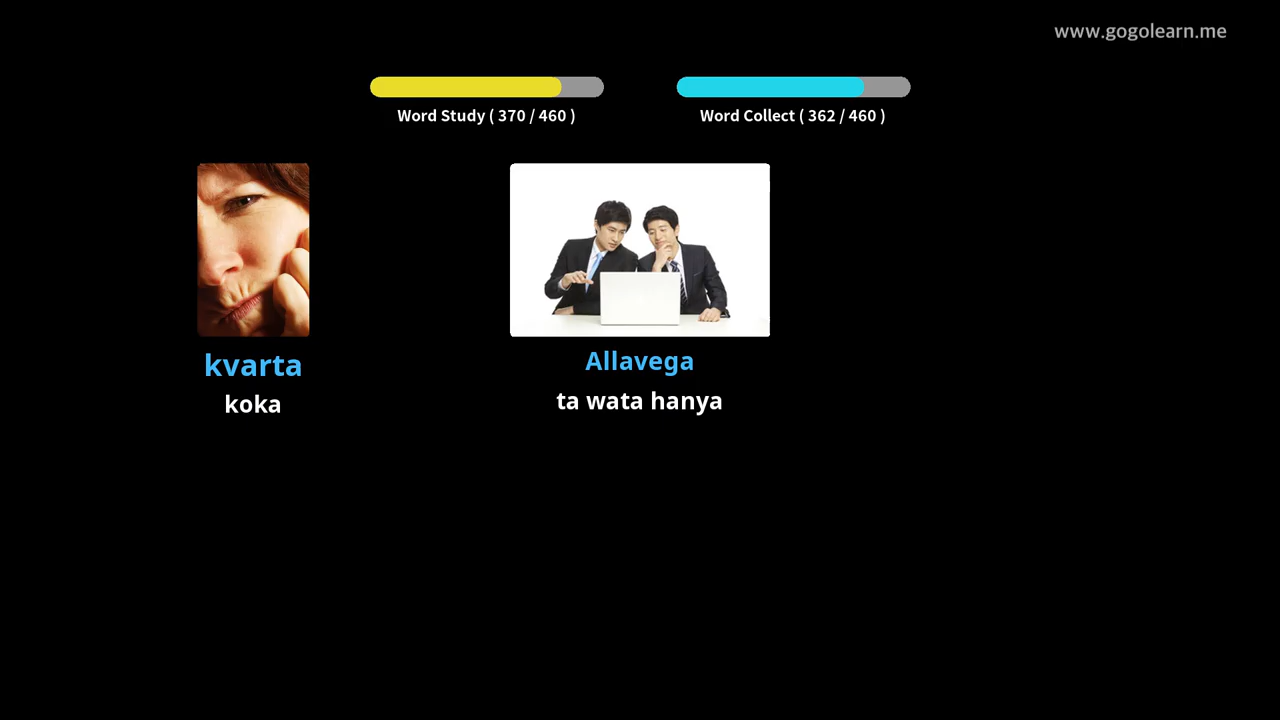 www.gogolearn.me
Word Study ( 370 / 460 )
Word Collect ( 362 / 460 )
kvarta
koka
Allavega
ta wata hanya